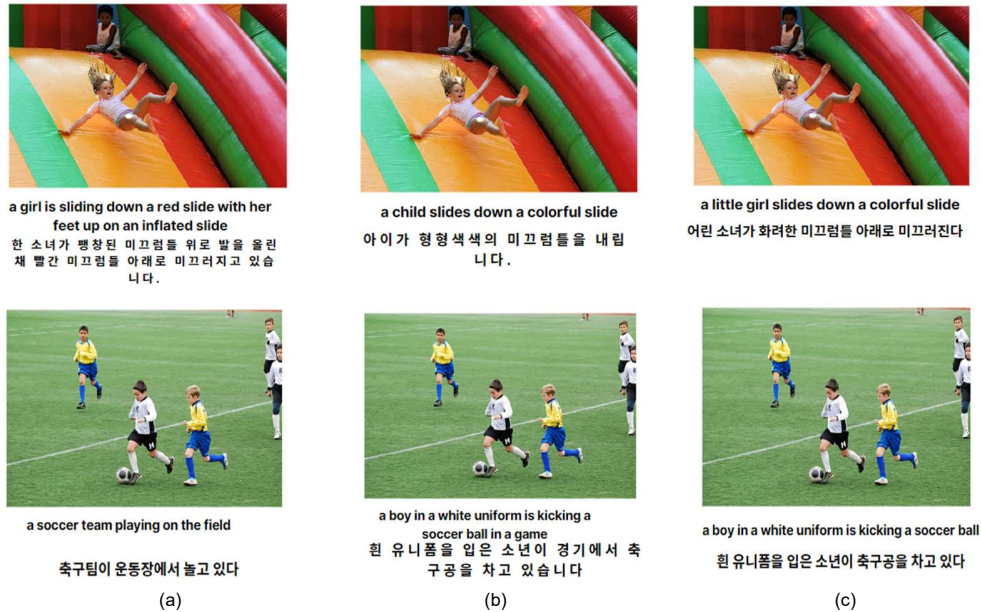 a girl is sliding down a red slide with her
feet up on an inflated slide
한 소녀가 팽창된 미끄럼틀 위로 발을 올린
채 빨간 미끄럼틀 아래로 미끄러지고 있습
니다.
a child slides down a colorful slide
아이가 형형색색의 미끄럼틀을 내립
니다.
a little girl slides down a colorful slide
어린 소녀가 화려한 미끄럼틀 아래로 미끄러진다
a soccer team playing on the field
축구팀이 운동장에서 놀고 있다
a boy in a white uniform is kicking a
soccer ball in a game
흰 유니폼을 입은 소년이 경기에서 축
구공을 차고 있습니다
a boy in a white uniform is kicking a soccer ball
흰 유니폼을 입은 소년이 축구공을 차고 있다
(a)
(b)
(c)